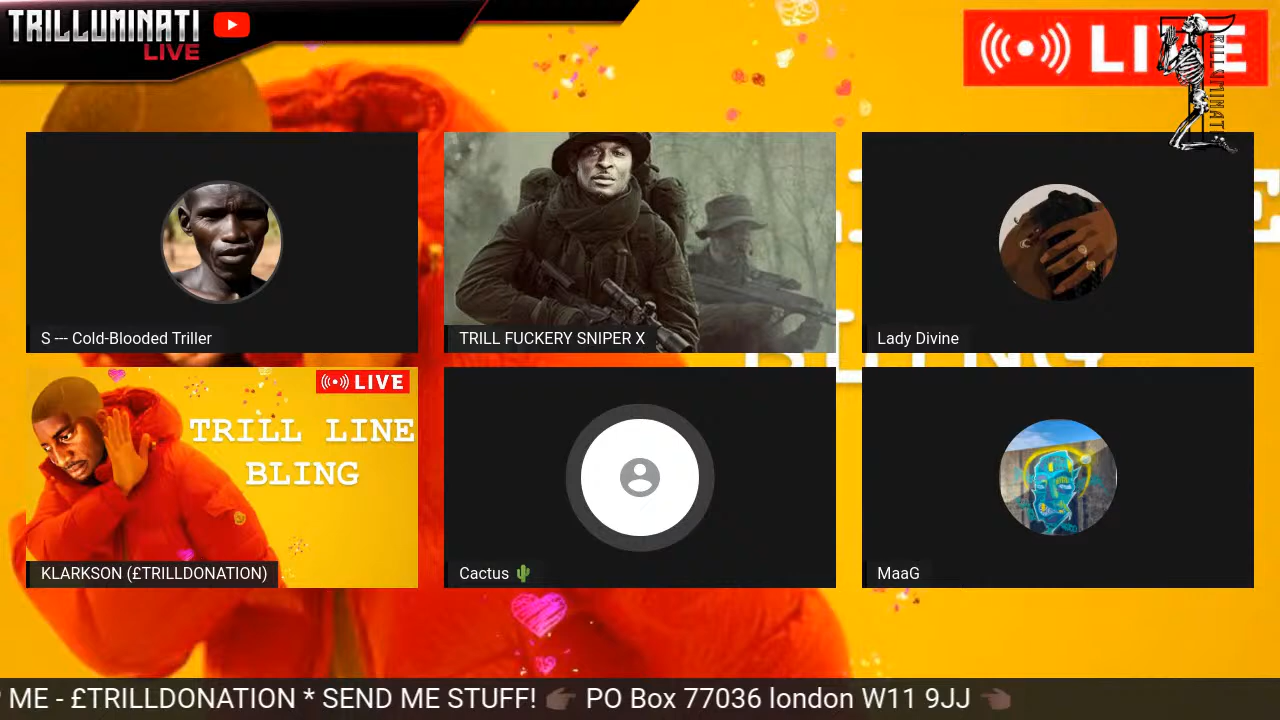 TRILLUMINATI
LIVE
LIVE
TRILLUMINATI
S --- Cold-Blooded Triller
TRILL FUCKERY SNIPER X
Lady Divine
LIVE
TRILL LINE
BLING
KLARKSON (£TRILLDONATION)
Cactus 🌵
MaaG
ME - £TRILLDONATION * SEND ME STUFF! 👉🏿 PO Box 77036 london W11 9JJ 👈🏿